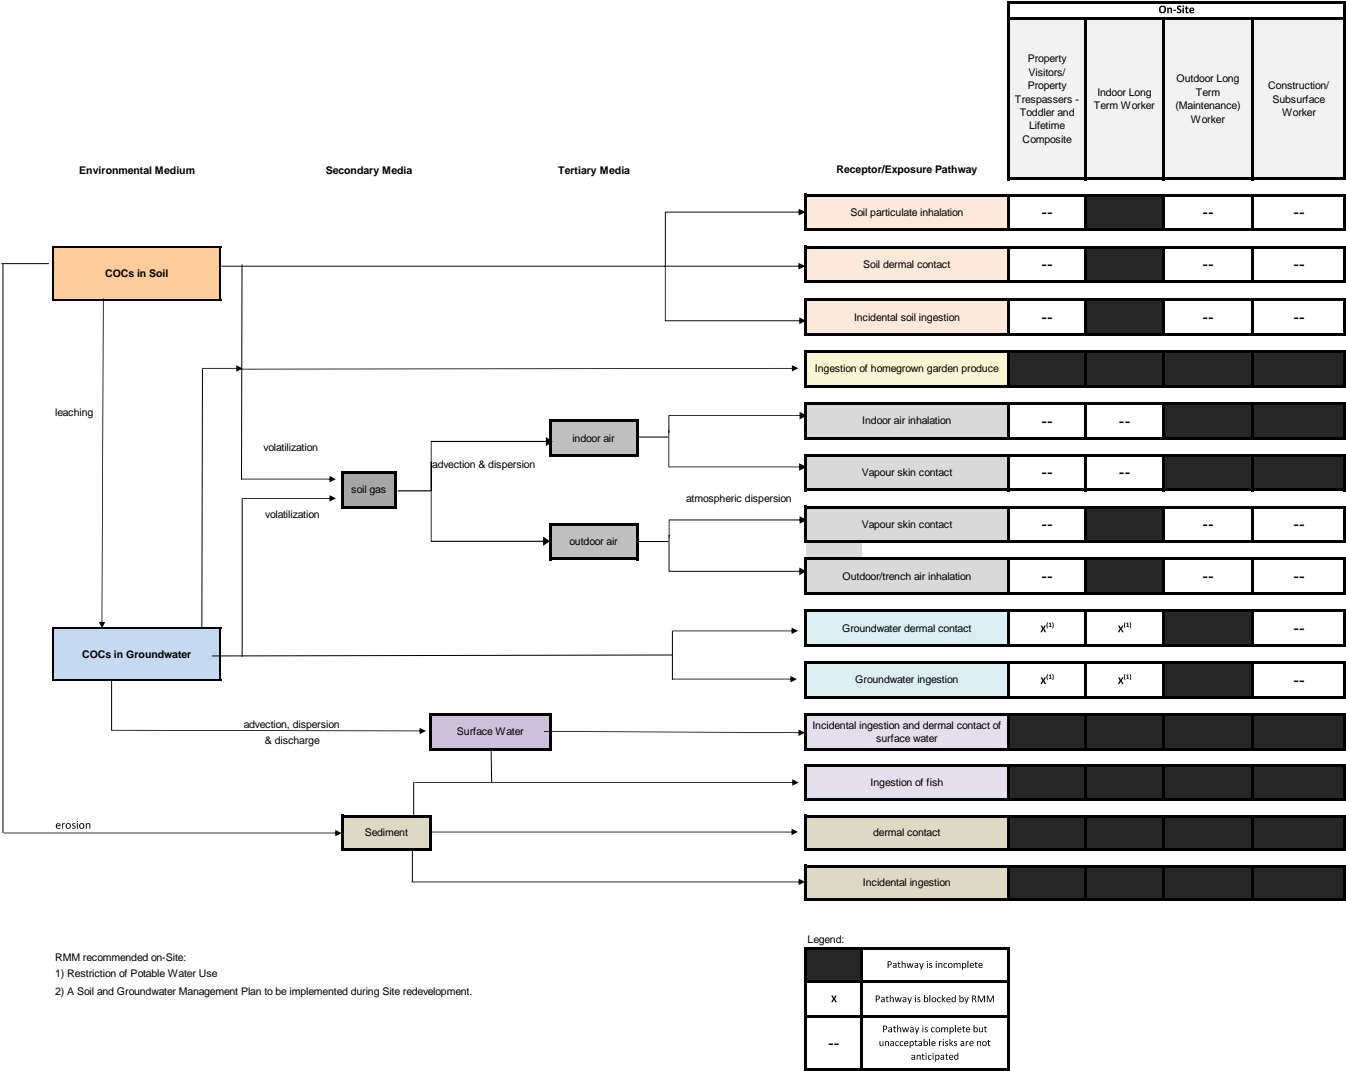 On-Site
Property
Visitors/
Property
Trespassers -
Toddler and
Lifetime
Composite
Indoor Long
Term Worker
Outdoor Long
Term
(Maintenance)
Worker
Construction/
Subsurface
Worker
Environmental Medium
Secondary Media
Tertiary Media
Receptor/Exposure Pathway
Soil particulate inhalation
-- -- --
COCs in Soil
Soil dermal contact
-- -- --
Incidental soil ingestion
-- -- --
Ingestion of homegrown garden produce
leaching
Indoor air inhalation
-- --
volatilization
indoor air
advection & dispersion
Vapour skin contact
-- --
soil gas
atmospheric dispersion
volatilization
Vapour skin contact
-- -- --
outdoor air
Outdoor/trench air inhalation
-- -- --
Groundwater dermal contact
X(1) X(1) --
COCs in Groundwater
Groundwater ingestion
X(1) X(1) --
advection, dispersion
& discharge
Surface Water
Incidental ingestion and dermal contact of
surface water
Ingestion of fish
erosion
Sediment
dermal contact
Incidental ingestion
RMM recommended on-Site:
1) Restriction of Potable Water Use
2) A Soil and Groundwater Management Plan to be implemented during Site redevelopment.
Legend:
Pathway is incomplete
X Pathway is blocked by RMM
-- Pathway is complete but
unacceptable risks are not
anticipated